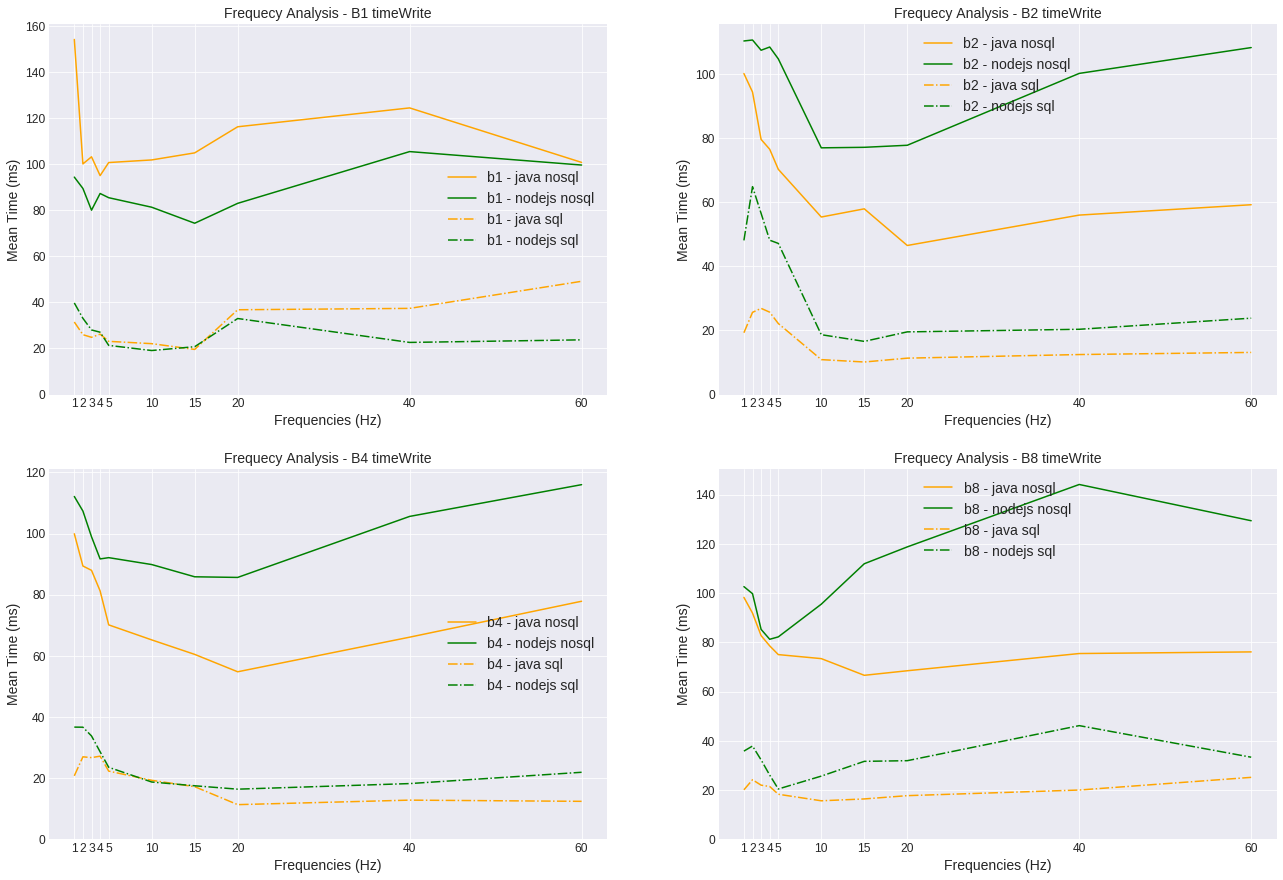 Frequecy Analysis - B1 timeWrite
160
140
120
100
80
60
40
20
0
Mean Time (ms)
b1 - java nosql
b1 - nodejs nosql
b1 - java sql
b1 - nodejs sql
1 2 3 4 5 10 15 20 40 60
Frequencies (Hz)
Frequecy Analysis - B2 timeWrite
100
80
60
40
20
0
Mean Time (ms)
b2 - java nosql
b2 - nodejs nosql
b2 - java sql
b2 - nodejs sql
1 2 3 4 5 10 15 20 40 60
Frequencies (Hz)
Frequecy Analysis - B4 timeWrite
120
100
80
60
40
20
0
Mean Time (ms)
b4 - java nosql
b4 - nodejs nosql
b4 - java sql
b4 - nodejs sql
1 2 3 4 5 10 15 20 40 60
Frequencies (Hz)
Frequecy Analysis - B8 timeWrite
140
120
100
80
60
40
20
0
Mean Time (ms)
b8 - java nosql
b8 - nodejs nosql
b8 - java sql
b8 - nodejs sql
1 2 3 4 5 10 15 20 40 60
Frequencies (Hz)